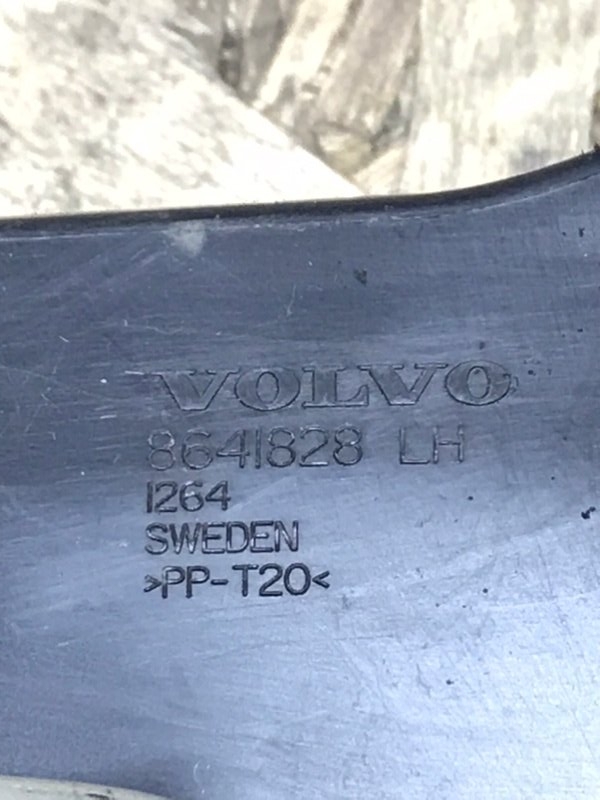 VOLVO
8641828 LH
1264
SWEDEN
>PP-T20<